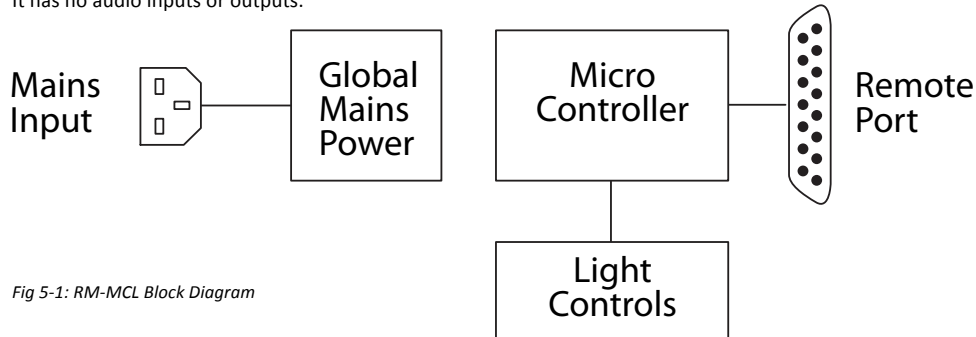 It has no audio inputs or outputs.
Mains
Input
Global
Mains
Power
Micro
Controller
Remote
Port
Light
Controls
Fig 5-1: RM-MCL Block Diagram